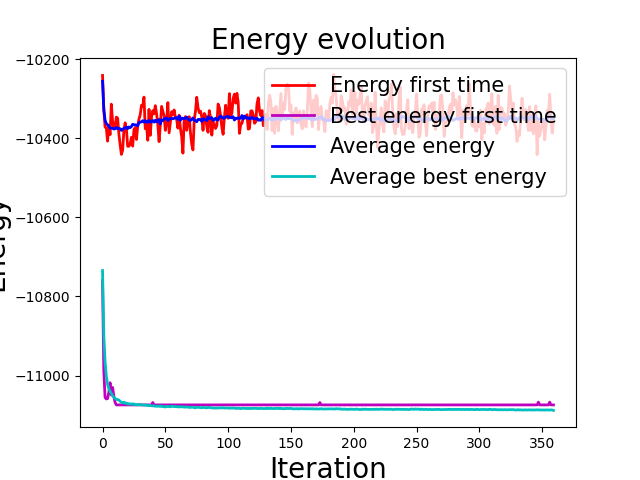 Energy evolution
−10200
−10400
−10600
−10800
−11000
Energy
Energy first time
Best energy first time
Average energy
Average best energy
0 50 100 150 200 250 300 350
Iteration